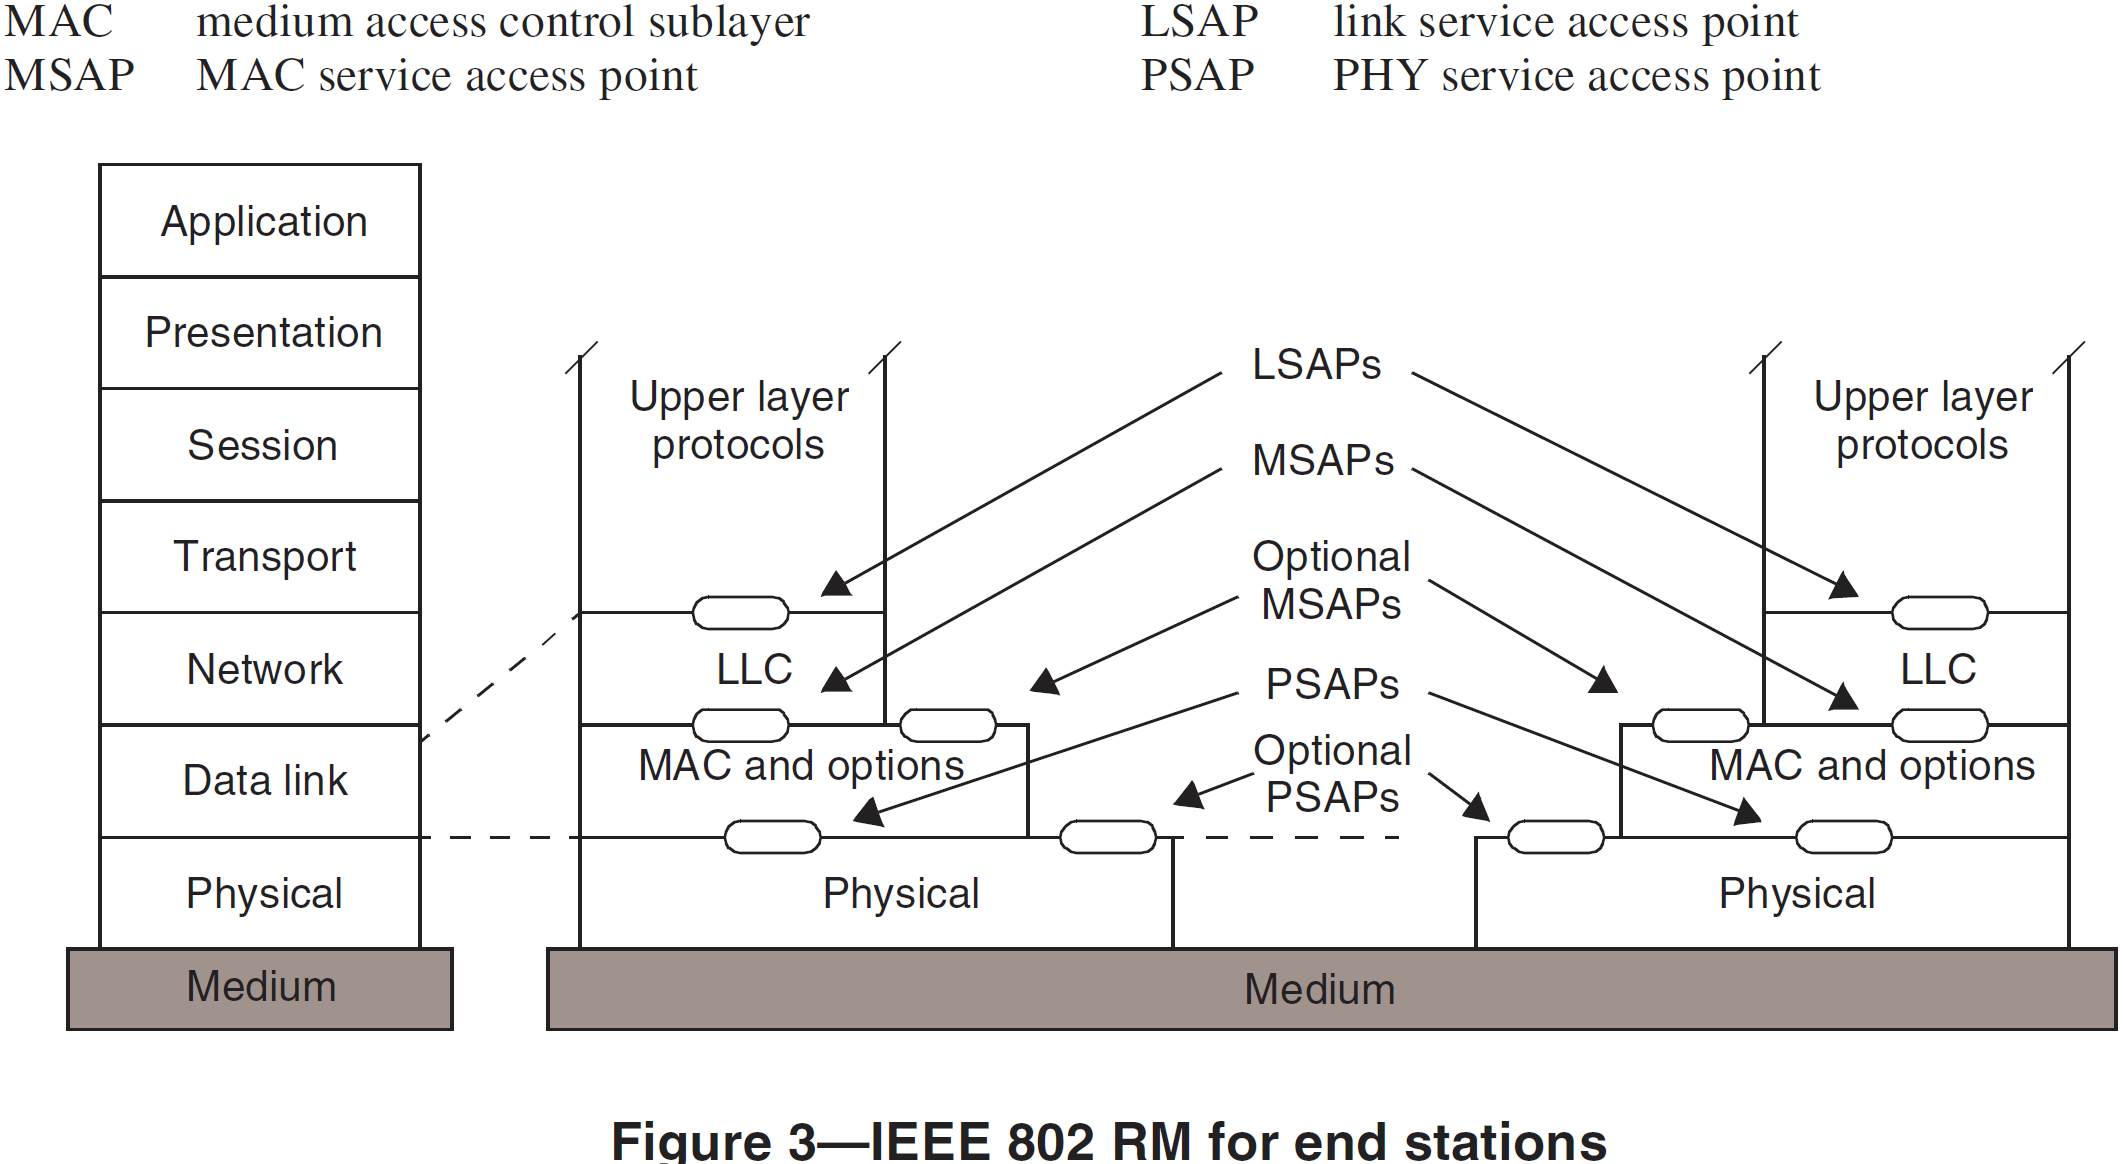 MAC medium access control sublayer
MSAP MAC service access point
LSAP link service access point
PSAP PHY service access point
Application
Presentation
Session
Transport
Network
Data link
Physical
Medium
Upper layer
protocols
LLC
MAC and options
Physical
LSAPs
MSAPs
Optional
MSAPs
PSAPs
Optional
PSAPs
Upper layer
protocols
LLC
MAC and options
Physical
Medium
Figure 3—IEEE 802 RM for end stations